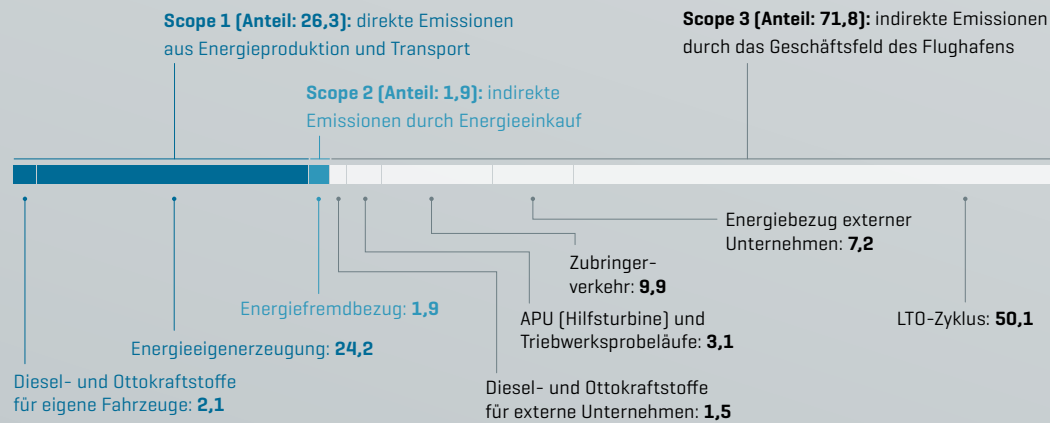 Scope 1 (Anteil: 26,3): direkte Emissionen
aus Energieproduktion und Transport
Scope 3 (Anteil: 71,8): indirekte Emissionen
durch das Geschäftsfeld des Flughafens
Scope 2 (Anteil: 1,9): indirekte
Emissionen durch Energieeinkauf
Energiebezug externer
Unternehmen: 7,2
Zubringer-
verkehr: 9,9
Energiefremdbezug: 1,9
APU (Hilfsturbine) und
Triebwerksprobeläufe: 3,1
LTO-Zyklus: 50,1
Energieeigenerzeugung: 24,2
Diesel- und Ottokraftstoffe
für eigene Fahrzeuge: 2,1
Diesel- und Ottokraftstoffe
für externe Unternehmen: 1,5